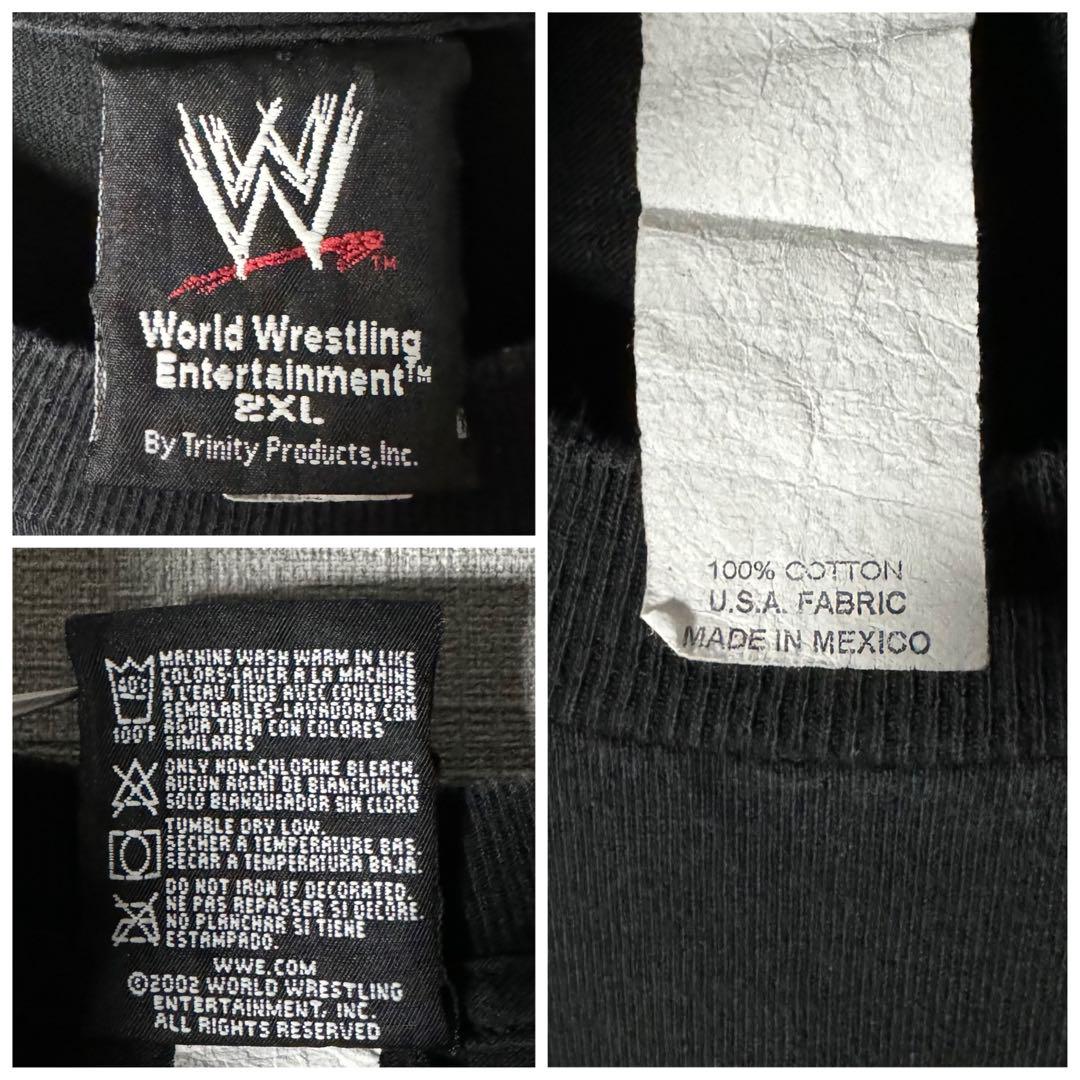 W
TM
World Wrestling
Entertainment™
2XL
By Trinity Products, Inc.
100% COTTON
U.S.A. FABRIC
MADE IN MEXICO
MACHINE WASH WARM IN LIKE
COLORS-LAVER A LA MACHINE
A L'EAU TIEDE AVEC COULEURS
SEMBLABLES-LAVADORA CON
AGUA TIBIA CON COLORES
SIMILARES
100°F
ONLY NON-CHLORINE BLEACH.
AUCUN AGENT DE BLANCHIMENT
SOLO BLANQUEADOR SIN CLORO
TUMBLE DRY LOW.
SECHER A TEMPERATURE BAS.
SECAR A TEMPERATURA BAJA.
DO NOT IRON IF DECORATED.
NE PAS REPASSER SI DECORE.
NO PLANCHAR SI TIENE
ESTAMPADO.
WWE.COM
©2002 WORLD WRESTLING
ENTERTAINMENT, INC.
ALL RIGHTS RESERVED